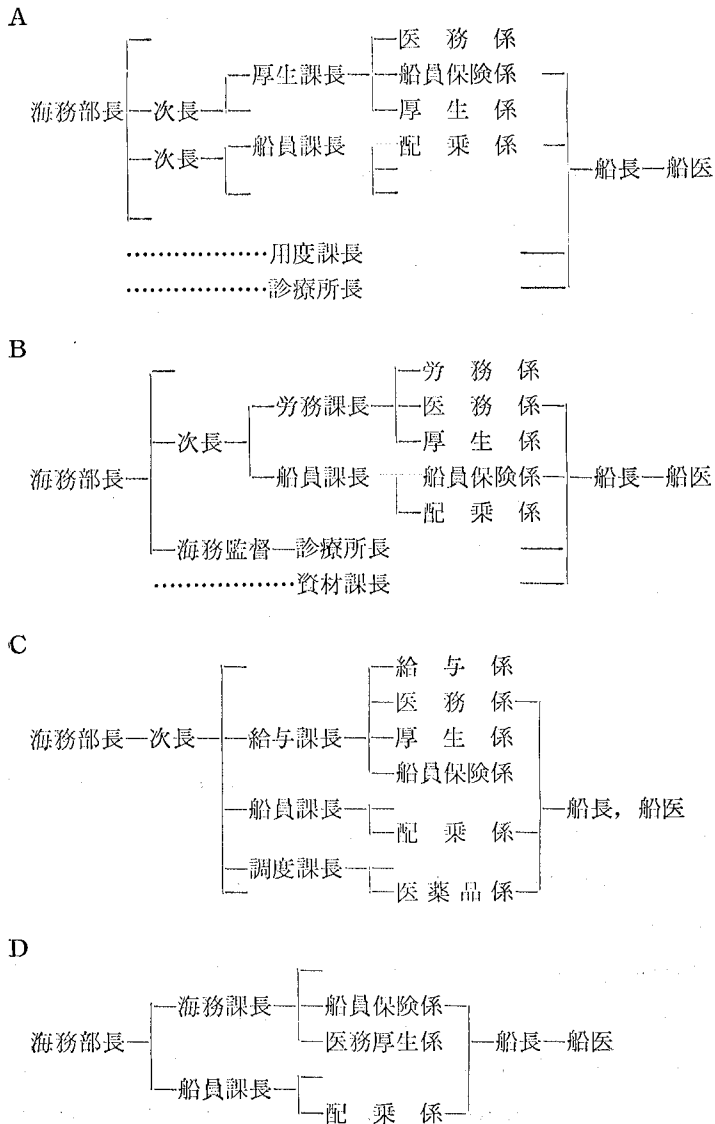 A
医務係
厚生課長 船員保険係
海務部長 次長 厚生係
次長 船員課長 配乗係
船長 船医
用度課長
診療所長
B
労務係
労務課長 医務係
次長 厚生係
海務部長 船員課長 船員保険係 船長 船医
配乗係
海務監督 診療所長
資材課長
C
給与係
医務係
海務部長 次長 給与課長 厚生係
船員保険係
船員課長 船長，船医
配乗係
調度課長
医薬品係
D
海務課長 船員保険係
海務部長 医務厚生係 船長 船医
船員課長
配乗係